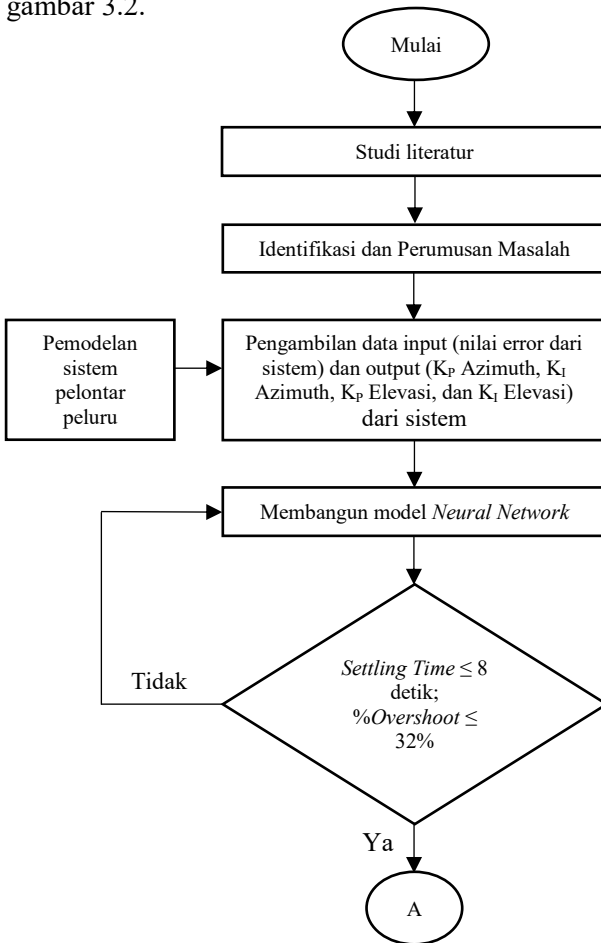 gambar 3.2.
Mulai
Studi literatur
Identifikasi dan Perumusan Masalah
Pemodelan
sistem
pelontar
peluru
Pengambilan data input (nilai error dari
sistem) dan output (KP Azimuth, KI
Azimuth, KP Elevasi, dan KI Elevasi)
dari sistem
Membangun model Neural Network
Settling Time ≤ 8
detik;
%Overshoot ≤
32%
Tidak
Ya
A